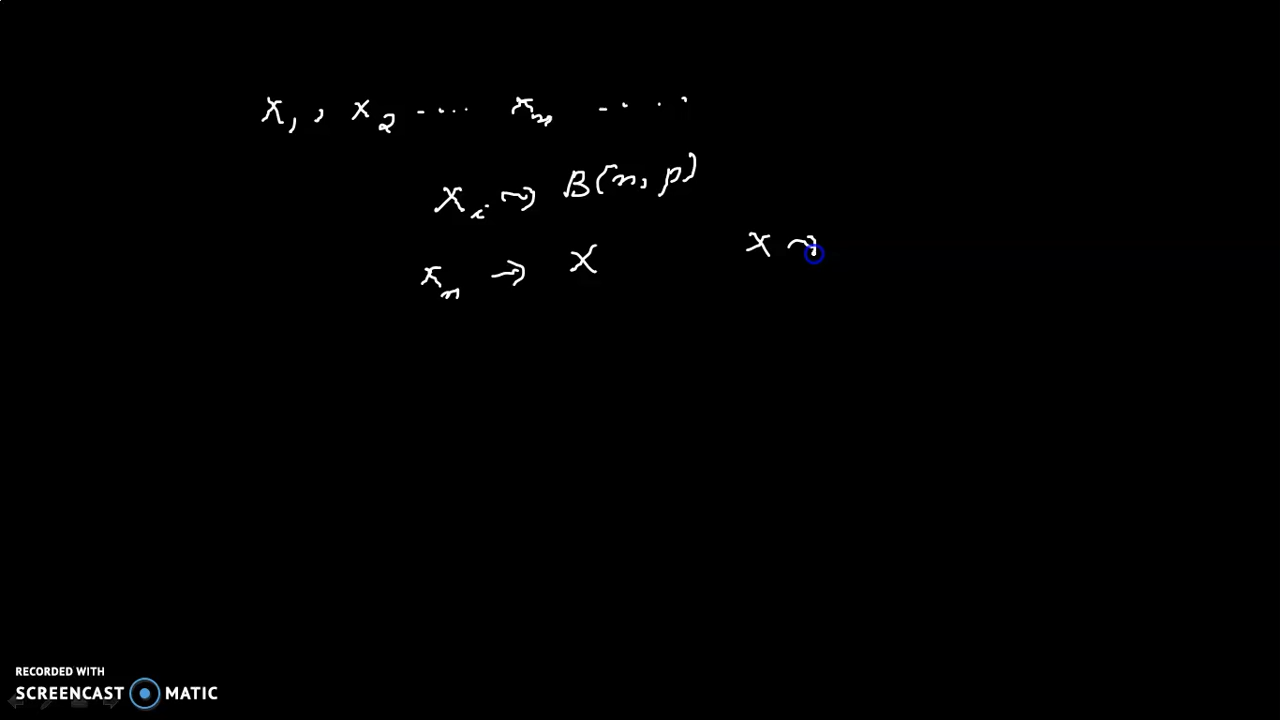 X₁, X₂ ---- Xₙ -----
Xᵢ ⤳ B(n, p)
Xₙ → X X ⤳
RECORDED WITH
SCREENCAST MATIC